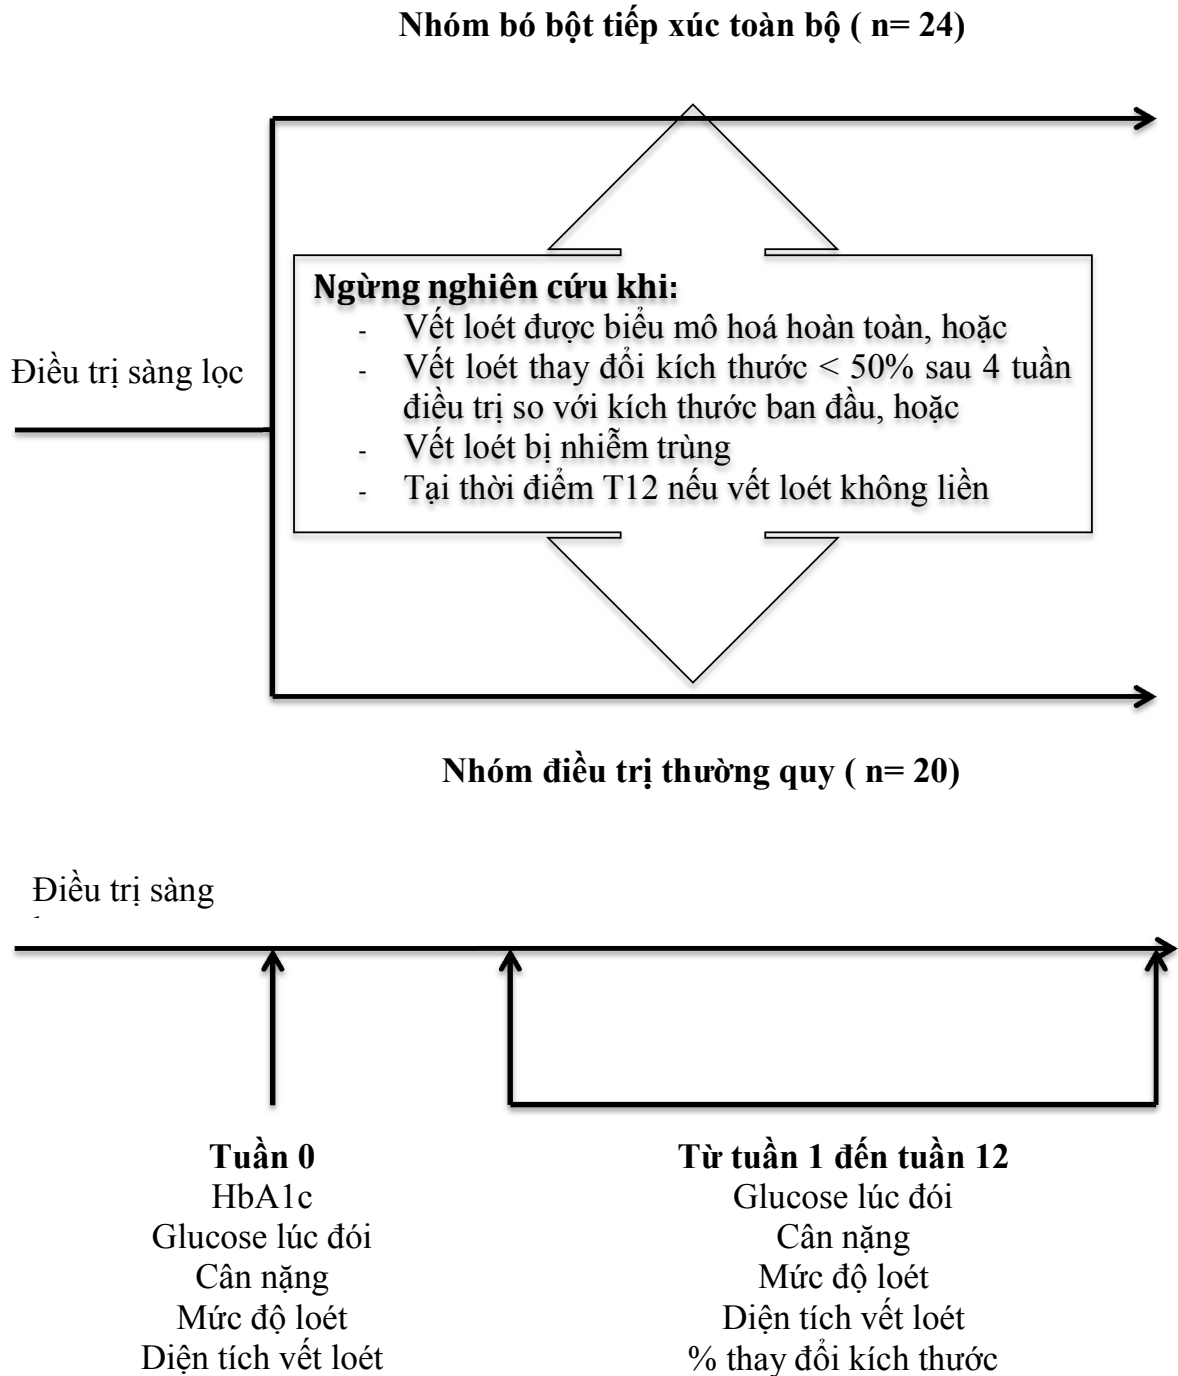 Nhóm bó bột tiếp xúc toàn bộ ( n= 24)
Ngừng nghiên cứu khi:
- Vết loét được biểu mô hoá hoàn toàn, hoặc
- Vết loét thay đổi kích thước < 50% sau 4 tuần
điều trị so với kích thước ban đầu, hoặc
- Vết loét bị nhiễm trùng
- Tại thời điểm T12 nếu vết loét không liền
Điều trị sàng lọc
Nhóm điều trị thường quy ( n= 20)
Điều trị sàng
Tuần 0
HbA1c
Glucose lúc đói
Cân nặng
Mức độ loét
Diện tích vết loét
Từ tuần 1 đến tuần 12
Glucose lúc đói
Cân nặng
Mức độ loét
Diện tích vết loét
% thay đổi kích thước